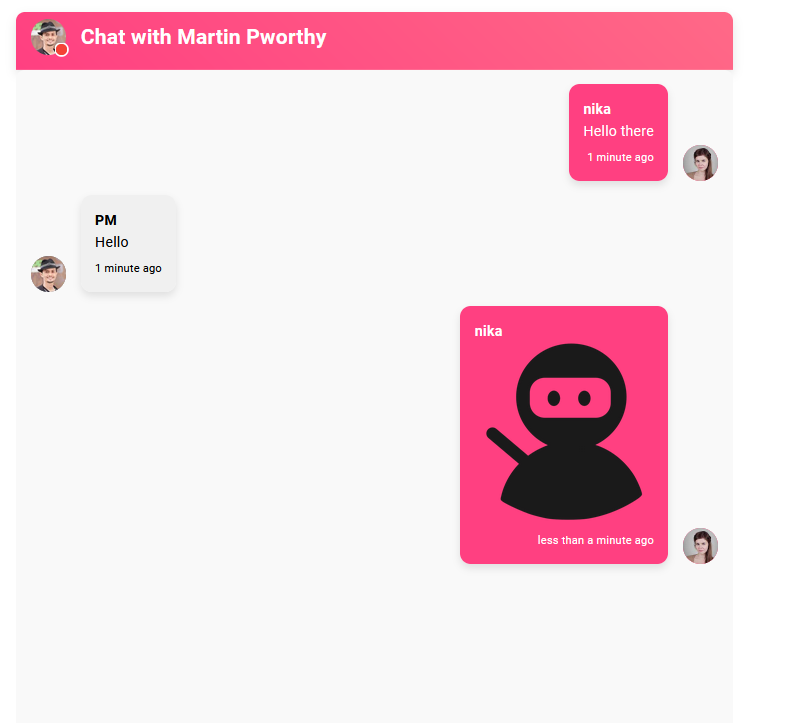 Chat with Martin Pworthy
nika
Hello there
1 minute ago
PM
Hello
1 minute ago
nika
less than a minute ago